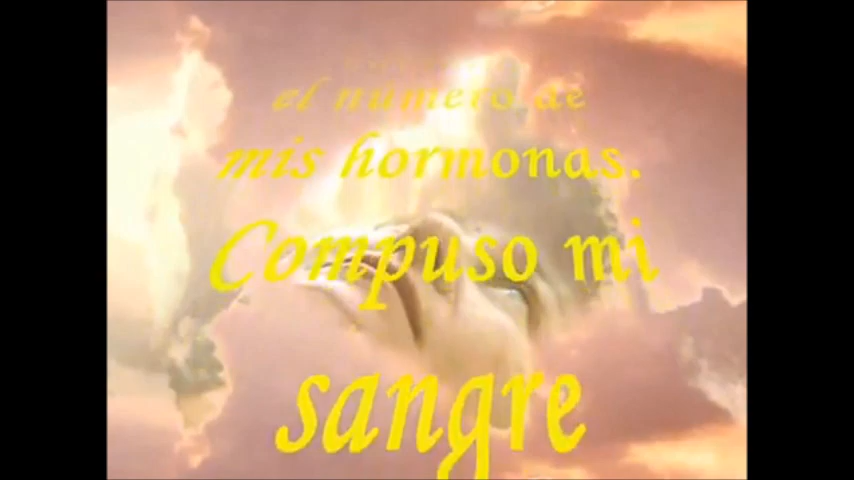 el número de
mis hormonas.
Compuso mi
sangre